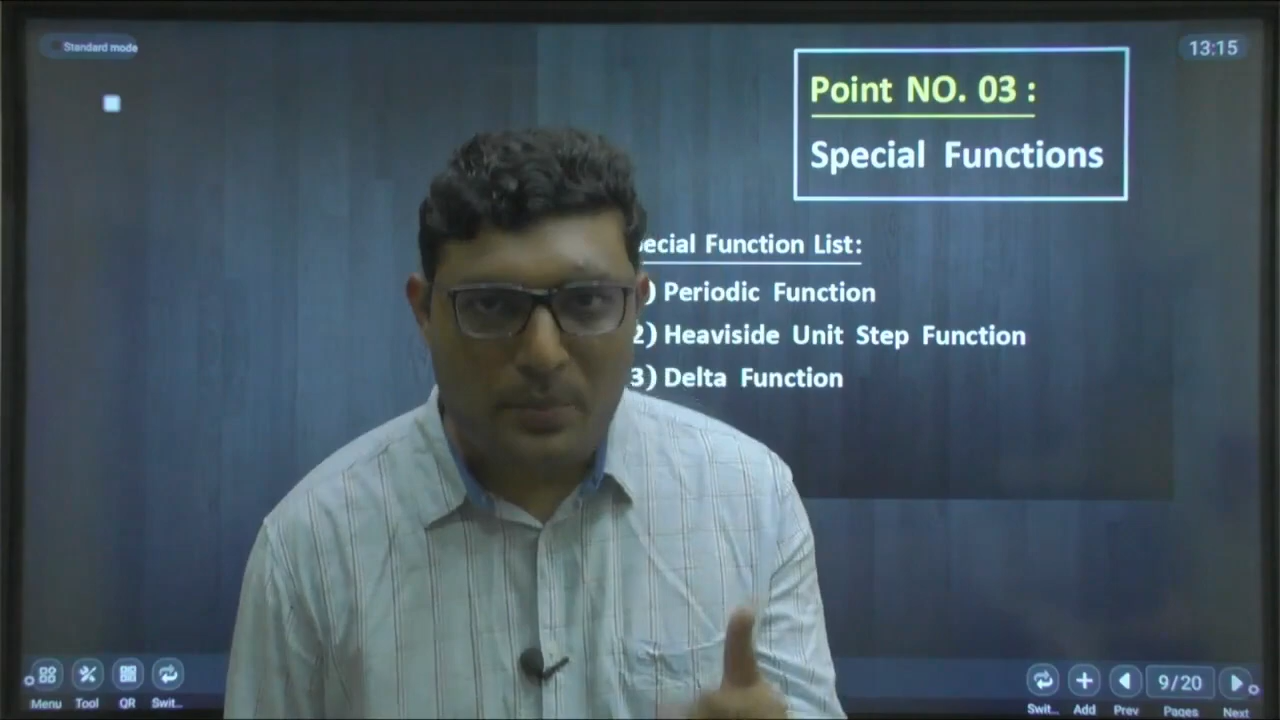 Standard mode
13:15
Point NO. 03 :
Special Functions
ecial Function List:
) Periodic Function
2) Heaviside Unit Step Function
3) Delta Function
Menu
Tool
QR
Swit...
Swit...
Add
Prev
9/20
Pages
Next